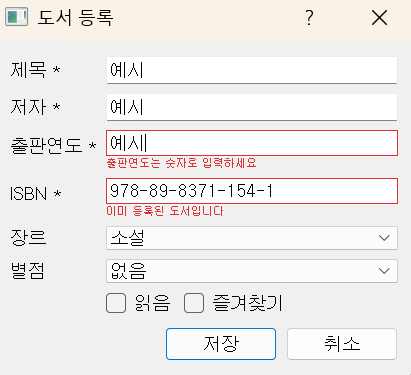 도서 등록
?
제목 *
예시
저자 *
예시
출판연도 *
예시
출판연도는 숫자로 입력하세요
ISBN *
978-89-8371-154-1
이미 등록된 도서입니다
장르
소설
별점
없음
읽음
즐겨찾기
저장
취소